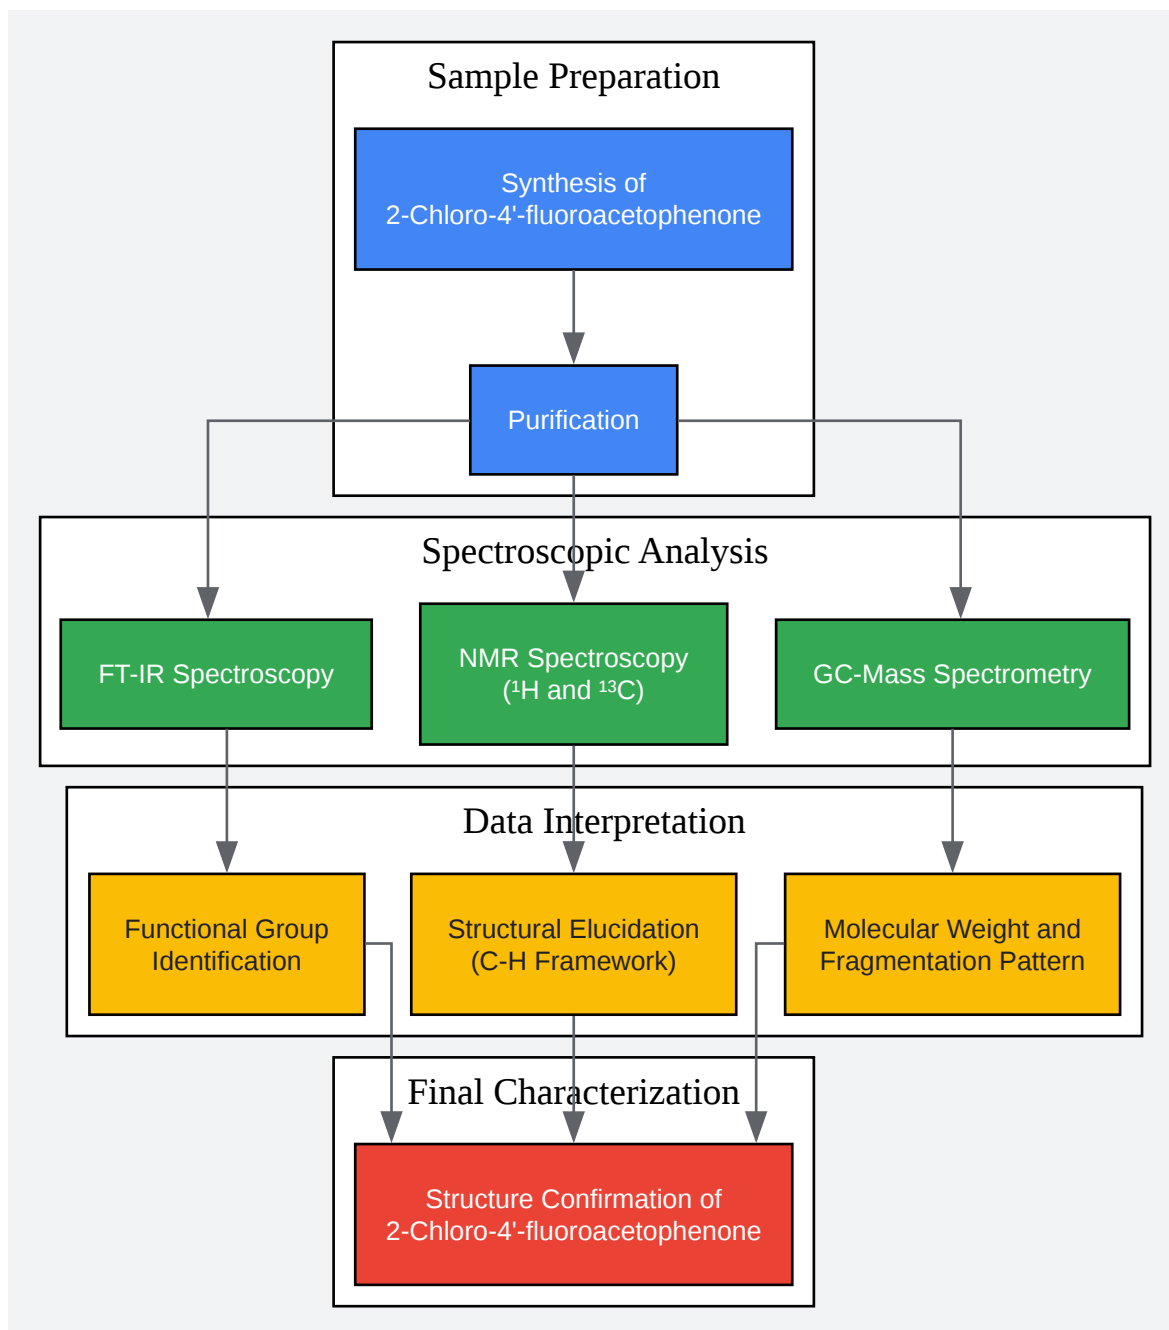 Sample Preparation
Synthesis of
2-Chloro-4'-fluoroacetophenone
Purification
Spectroscopic Analysis
FT-IR Spectroscopy
NMR Spectroscopy
(¹H and ¹³C)
GC-Mass Spectrometry
Data Interpretation
Functional Group
Identification
Structural Elucidation
(C-H Framework)
Molecular Weight and
Fragmentation Pattern
Final Characterization
Structure Confirmation of
2-Chloro-4'-fluoroacetophenone